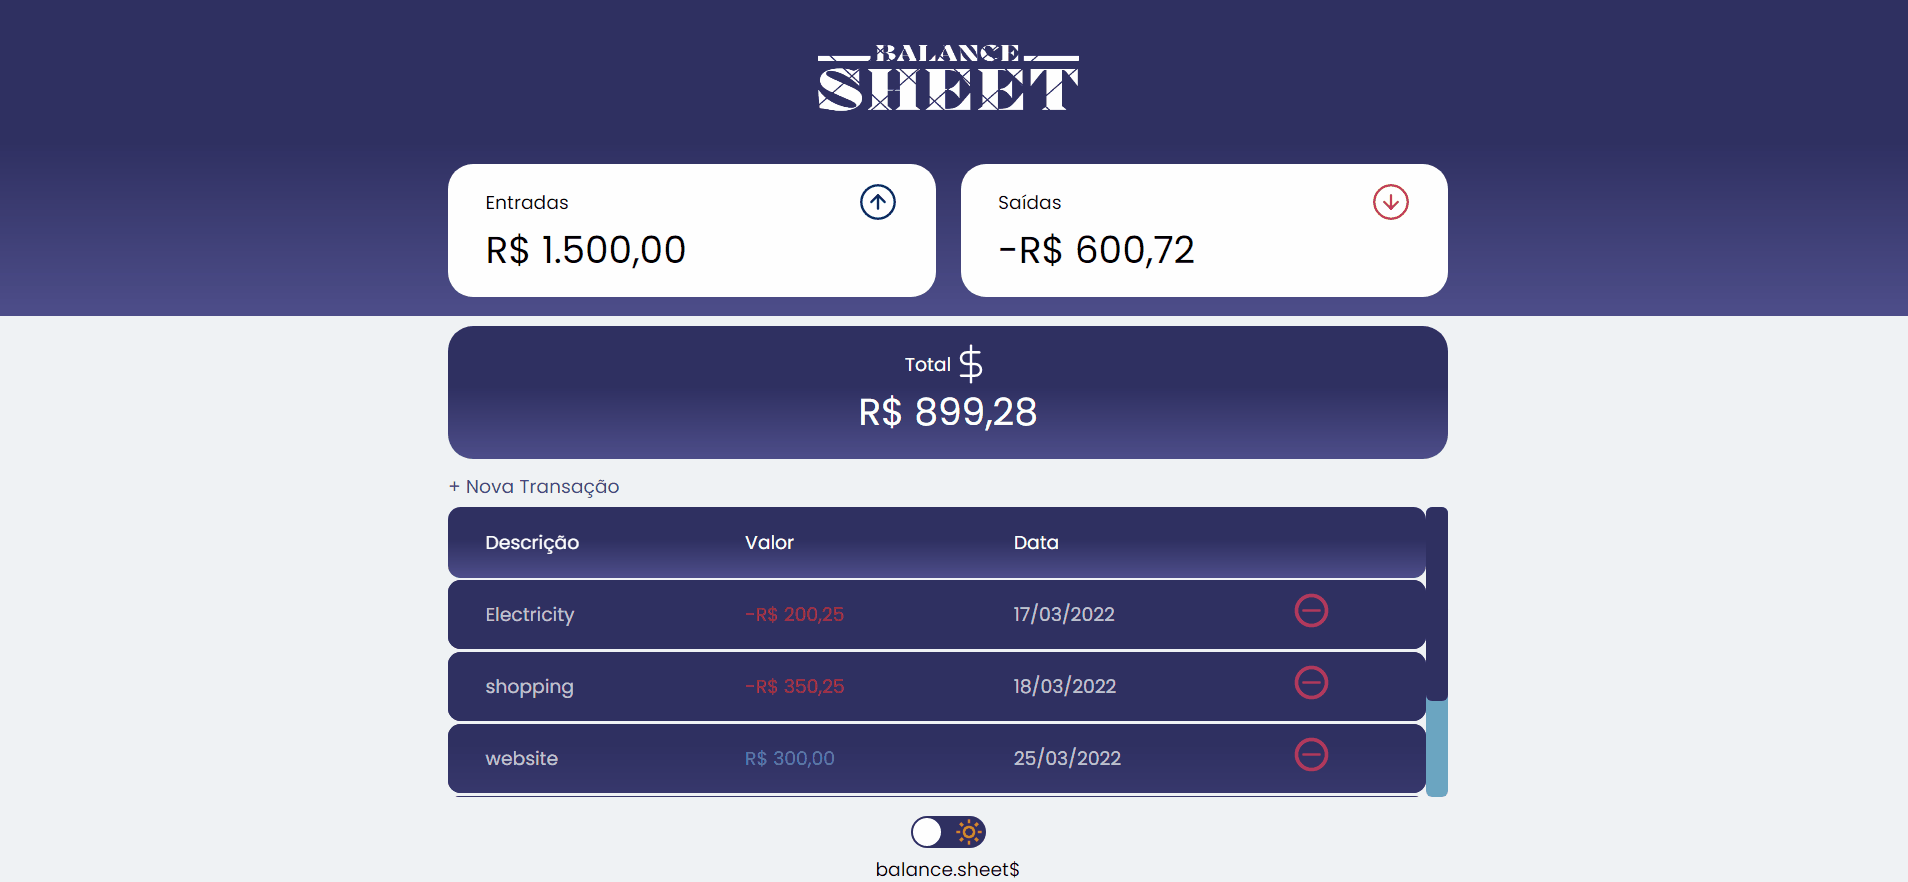 BALANCE
SHEET
Entradas
R$ 1.500,00
Saídas
-R$ 600,72
Total $
R$ 899,28
+ Nova Transação
Descrição Valor Data
Electricity -R$ 200,25 17/03/2022
shopping -R$ 350,25 18/03/2022
website R$ 300,00 25/03/2022
balance.sheet$